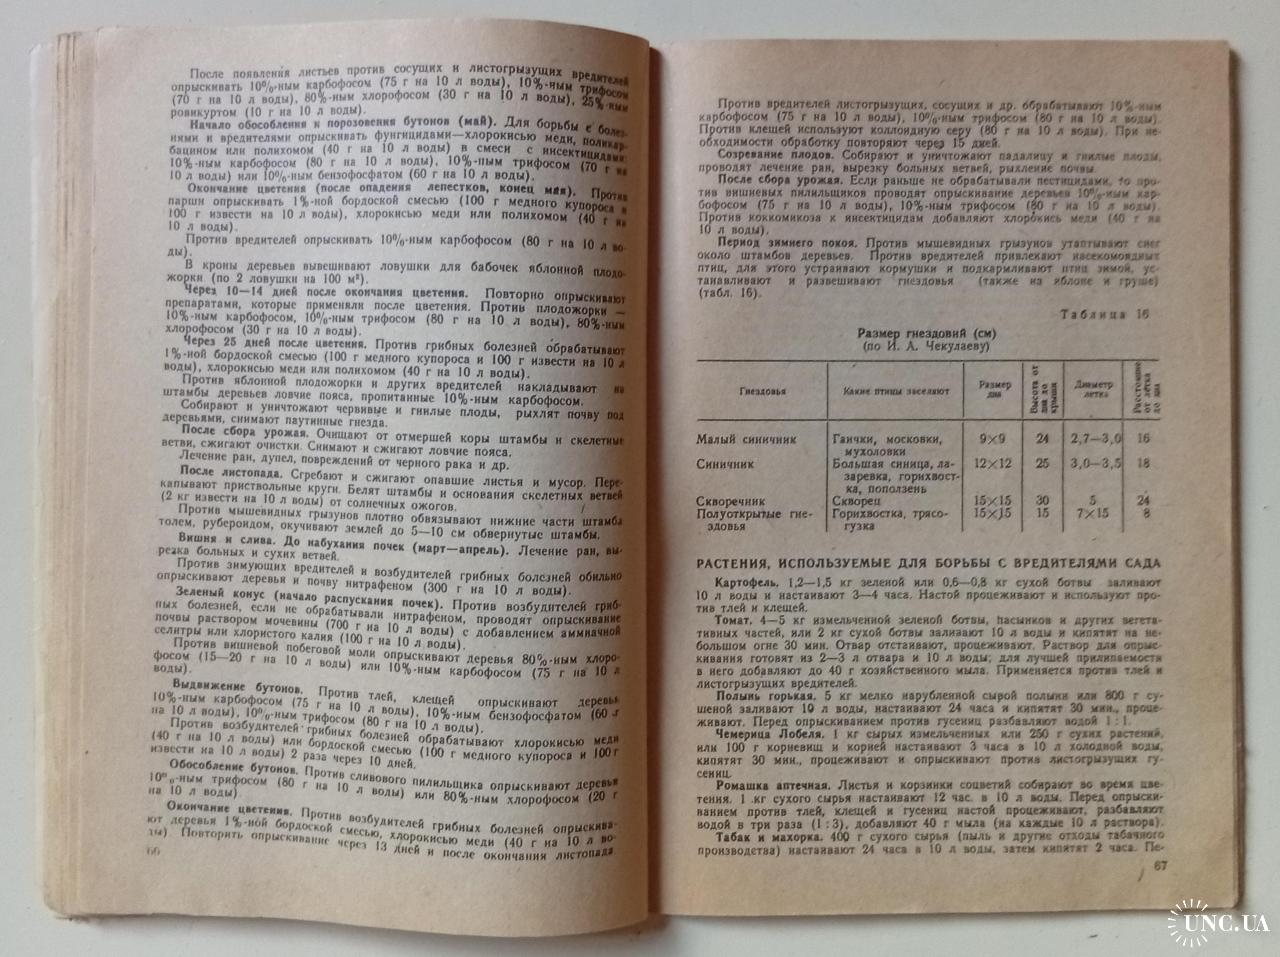 После появления листьев против сосущих и листогрызущих вредителей
опрыскивать 10%-ным карбофосом (75 г на 10 л воды), 10%-ным трифосом
(70 г на 10 л воды), 80%-ным хлорофосом (30 г на 10 л воды), 25%-ным
ровикуртом (10 г на 10 л воды).
Начало обособления и порозовения бутонов (май). Для борьбы с болез-
нями и вредителями опрыскивать фунгицидами—хлорокисью меди, поликар-
бацином или полихомом (40 г на 10 л воды) в смеси с инсектицидами:
10%-ным карбофосом (80 г на 10 л воды), 10%-ным трифосом (70 г на
10 л воды) или 10%-ным бензофосфатом (60 г на 10 л воды).
Окончание цветения (после опадения лепестков, конец мая). Против
парши опрыскивать 1%-ной бордоской смесью (100 г медного купороса и
100 г извести на 10 л воды), хлорокисью меди или полихомом (40 г на
10 л воды).
Против вредителей опрыскивать 10%-ным карбофосом (80 г на 10 л во-
ды).
В кроны деревьев вывешивают ловушки для бабочек яблонной плодо-
жорки (по 2 ловушки на 100 м²).
Через 10—14 дней после окончания цветения. Повторно опрыскивают
препаратами, которые применяли после цветения. Против плодожорки —
10%-ным карбофосом, 10%-ным трифосом (80 г на 10 л воды), 80%-ным
хлорофосом (30 г на 10 л воды).
Через 25 дней после цветения. Против грибных болезней обрабатывают
1%-ной бордоской смесью (100 г медного купороса и 100 г извести на 10 л
воды), хлорокисью меди или полихомом (40 г на 10 л воды).
Против яблонной плодожорки и других вредителей накладывают на
штамбы деревьев ловчие пояса, пропитанные 10%-ным карбофосом.
Собирают и уничтожают червивые и гнилые плоды, рыхлят почву под
деревьями, снимают паутинные гнезда.
После сбора урожая. Очищают от отмершей коры штамбы и скелетные
ветви, сжигают очистки. Снимают и сжигают ловчие пояса.
Лечение ран, дупел, повреждений от черного рака и др.
После листопада. Сгребают и сжигают опавшие листья и мусор. Пере-
капывают приствольные круги. Белят штамбы и основания скелетных ветвей
(2 кг извести на 10 л воды) от солнечных ожогов.
Против мышевидных грызунов плотно обвязывают нижние части штамба
толем, рубероидом, окучивают землей до 5—10 см обвернутые штамбы.
Вишня и слива. До набухания почек (март—апрель). Лечение ран, вы-
резка больных и сухих ветвей.
Против зимующих вредителей и возбудителей грибных болезней обильно
опрыскивают деревья и почву нитрафеном (300 г на 10 л воды).
Зеленый конус (начало распускания почек). Против возбудителей гриб-
ных болезней, если не обрабатывали нитрафеном, проводят опрыскивание
почвы раствором мочевины (700 г на 10 л воды) с добавлением аммиачной
селитры или хлористого калия (100 г на 10 л воды).
Против вишневой побеговой моли опрыскивают деревья 80%-ным хлоро-
фосом (15—20 г на 10 л воды) или 10%-ным карбофосом (75 г на 10 л
воды).
Выдвижение бутонов. Против тлей, клещей опрыскивают деревья
10%-ным карбофосом (75 г на 10 л воды), 10%-ным бензофосфатом (60 г
на 10 л воды), 10%-ным трифосом (80 г на 10 л воды).
Против возбудителей грибных болезней обрабатывают хлорокисью меди
(40 г на 10 л воды) или бордоской смесью (100 г медного купороса и 100 г
извести на 10 л воды) 2 раза через 10 дней.
Обособление бутонов. Против сливового пилильщика опрыскивают деревья
10%-ным трифосом (80 г на 10 л воды) или 80%-ным хлорофосом (20 г
на 10 л воды)
Окончание цветения. Против возбудителей грибных болезней опрыскива-
ют деревья 1%-ной бордоской смесью, хлорокисью меди (40 г на 10 л во-
ды). Повторить опрыскивание через 13 дней и после окончания листопада.
66
Против вредителей листогрызущих, сосущих и др. обрабатывают 10%-ным
карбофосом (75 г на 10 л воды), 10%-ным трифосом (80 г на 10 л воды).
Против клещей используют коллоидную серу (80 г на 10 л воды). При не-
обходимости обработку повторяют через 15 дней.
Созревание плодов. Собирают и уничтожают падалицу и гнилые плоды,
проводят лечение ран, вырезку больных ветвей, рыхление почвы.
После сбора урожая. Если раньше не обрабатывали пестицидами, то про-
тив вишневых пилильщиков проводят опрыскивание деревьев 10%-ным кар-
бофосом (75 г на 10 л воды), 10%-ным трифосом (80 г на 10 л воды).
Против коккомикоза к инсектицидам добавляют хлорокись меди (40 г на
10 л воды).
Период зимнего покоя. Против мышевидных грызунов утаптывают снег
около штамбов деревьев. Против вредителей привлекают насекомоядных
птиц, для этого устраивают кормушки и подкармливают птиц зимой, ус-
танавливают и развешивают гнездовья (также на яблоне и груше)
(табл. 16).
Таблица 16
Размер гнездовий (см)
(по И. А. Чекулаеву)
Гнездовья Какие птицы заселяют Размер дна Высота от дна до крыши Диаметр летка Расстояние от летка до дна
Малый синичник Гаички, московки, 9×9 24 2,7—3,0 16
мухоловки
Синичник Большая синица, ла- 12×12 25 3,0—3,5 18
заревка, горихвост-
ка, поползень
Скворечник Скворец 15×15 30 5 24
Полуоткрытые гне- Горихвостка, трясо- 15×15 15 7×15 8
здовья гузка
РАСТЕНИЯ, ИСПОЛЬЗУЕМЫЕ ДЛЯ БОРЬБЫ С ВРЕДИТЕЛЯМИ САДА
Картофель. 1,2—1,5 кг зеленой или 0,6—0,8 кг сухой ботвы заливают
10 л воды и настаивают 3—4 часа. Настой процеживают и используют про-
тив тлей и клещей.
Томат. 4—5 кг измельченной зеленой ботвы, пасынков и других вегета-
тивных частей, или 2 кг сухой ботвы заливают 10 л воды и кипятят на не-
большом огне 30 мин. Отвар отстаивают, процеживают. Раствор для опрыс-
кивания готовят из 2—3 л отвара и 10 л воды; для лучшей прилипаемости
в него добавляют до 40 г хозяйственного мыла. Применяется против тлей и
листогрызущих вредителей.
Полынь горькая. 5 кг мелко нарубленной сырой полыни или 800 г су-
шеной заливают 10 л воды, настаивают 24 часа и кипятят 30 мин., проце-
живают. Перед опрыскиванием против гусениц разбавляют водой 1 : 1.
Чемерица Лобеля. 1 кг сырых измельченных или 250 г сухих растений,
или 100 г корневищ и корней настаивают 3 часа в 10 л холодной воды,
кипятят 30 мин., процеживают и опрыскивают против листогрызущих гу-
сениц.
Ромашка аптечная. Листья и корзинки соцветий собирают во время цве-
тения. 1 кг сухого сырья настаивают 12 час. в 10 л воды. Перед опрыски-
ванием против тлей, клещей и гусениц настой процеживают, разбавляют
водой в три раза (1 : 3), добавляют 40 г мыла (на каждые 10 л раствора).
Табак и махорка. 400 г сухого сырья (пыль и другие отходы табачного
производства) настаивают 24 часа в 10 л воды, затем кипятят 2 часа. Пе-
67
UNC.UA